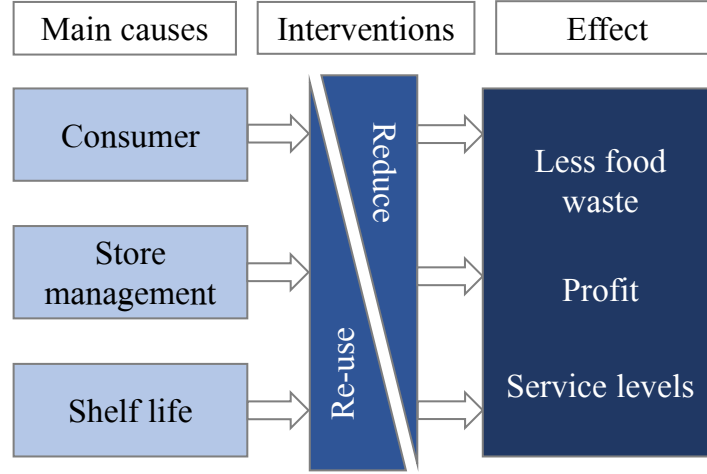 Main causes
Interventions
Effect
Consumer
Store
management
Shelf life
Reduce
Re-use
Less food
waste
Profit
Service levels